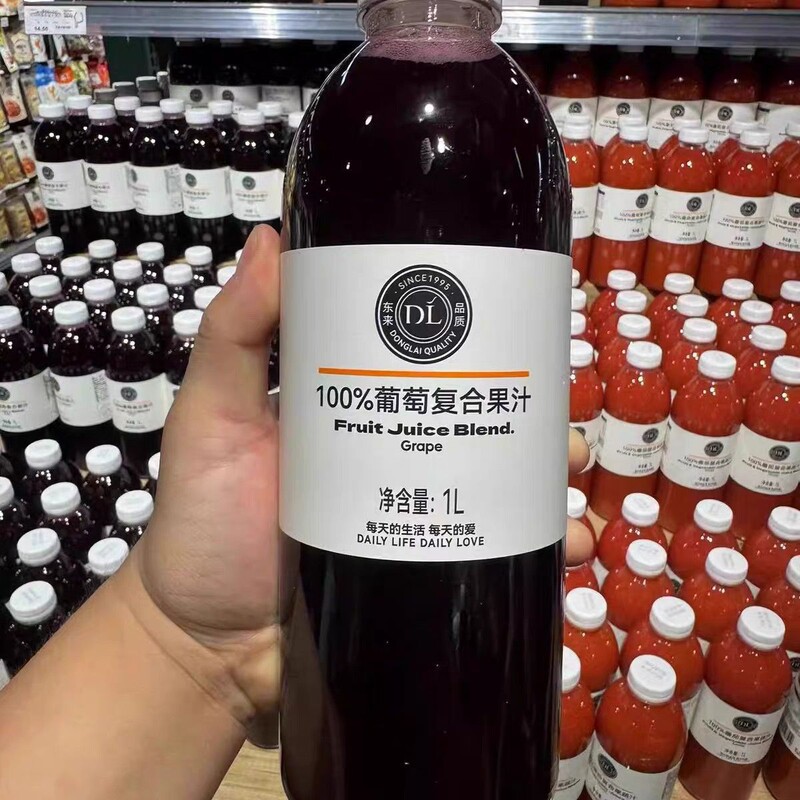 SINCE1995
东来
品质
DL
DONGLAI QUALITY
100%葡萄复合果汁
Fruit Juice Blend.
Grape
净含量: 1L
每天的生活 每天的爱
DAILY LIFE DAILY LOVE